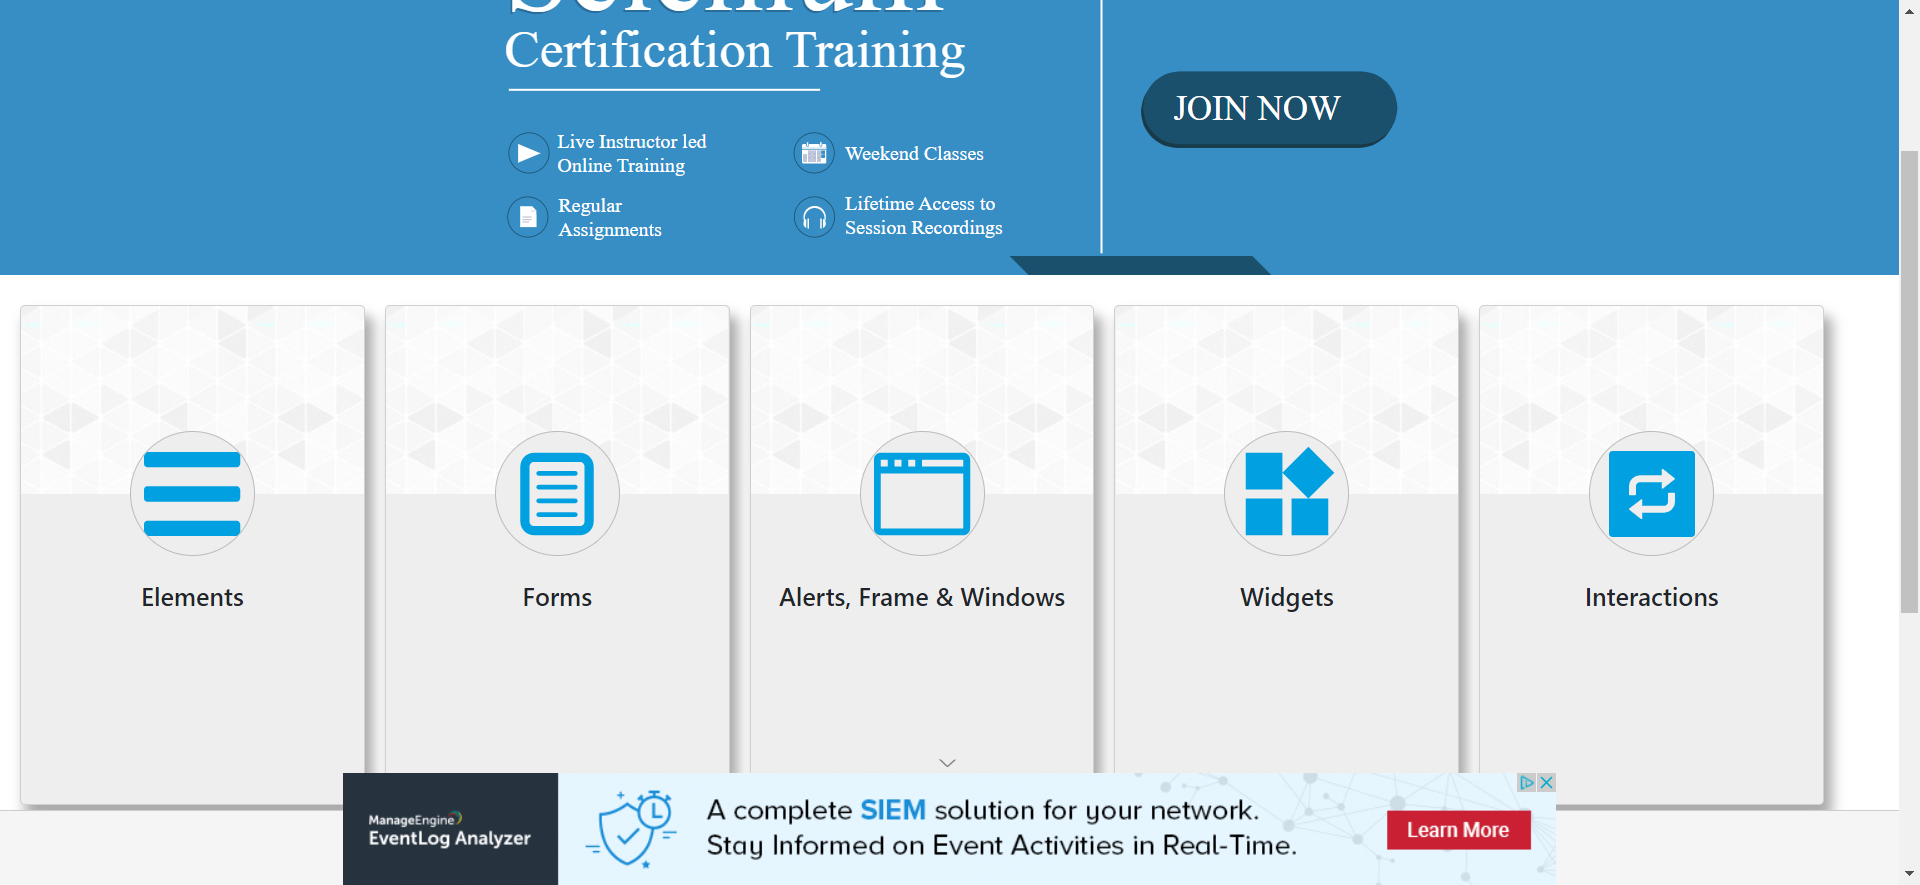 Selenium
Certification Training
JOIN NOW
Live Instructor led
Online Training
Weekend Classes
Regular
Assignments
Lifetime Access to
Session Recordings
Elements
Forms
Alerts, Frame & Windows
Widgets
Interactions
ManageEngine
EventLog Analyzer
A complete SIEM solution for your network.
Stay Informed on Event Activities in Real-Time.
Learn More